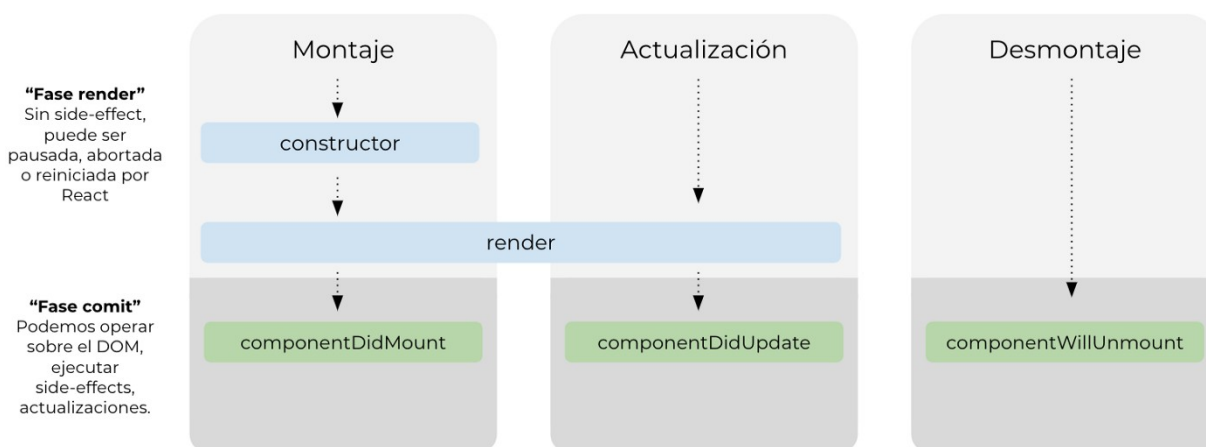 Montaje
Actualización
Desmontaje
“Fase render”
Sin side-effect,
puede ser
pausada, abortada
o reiniciada por
React
constructor
render
“Fase comit”
Podemos operar
sobre el DOM,
ejecutar
side-effects,
actualizaciones.
componentDidMount
componentDidUpdate
componentWillUnmount